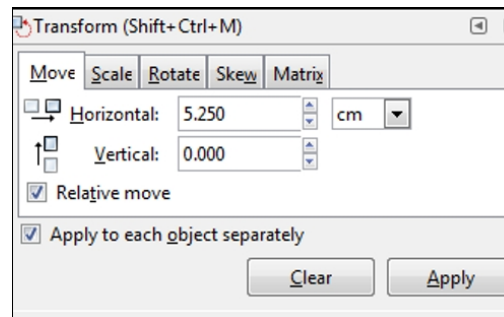 Transform (Shift+Ctrl+M)
Move Scale Rotate Skew Matrix
Horizontal: 5.250 cm
Vertical: 0.000
Relative move
Apply to each object separately
Clear Apply